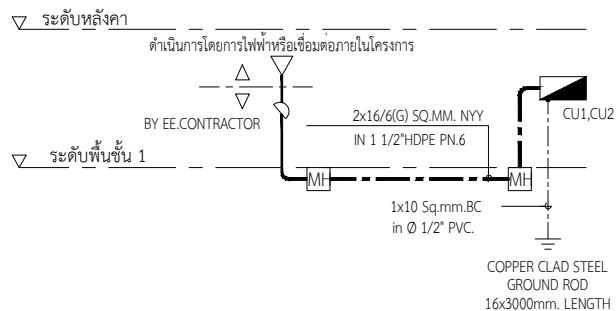 ระดับหลังคา
ดำเนินการโดยการไฟฟ้าหรือเชื่อมต่อภายในโครงการ
BY EE.CONTRACTOR
2x16/6(G) SQ.MM. NYY
IN 1 1/2"HDPE PN.6
CU1,CU2
ระดับพื้นชั้น 1
MH
MH
1x10 Sq.mm.BC
in Ø 1/2" PVC.
COPPER CLAD STEEL
GROUND ROD
16x3000mm. LENGTH